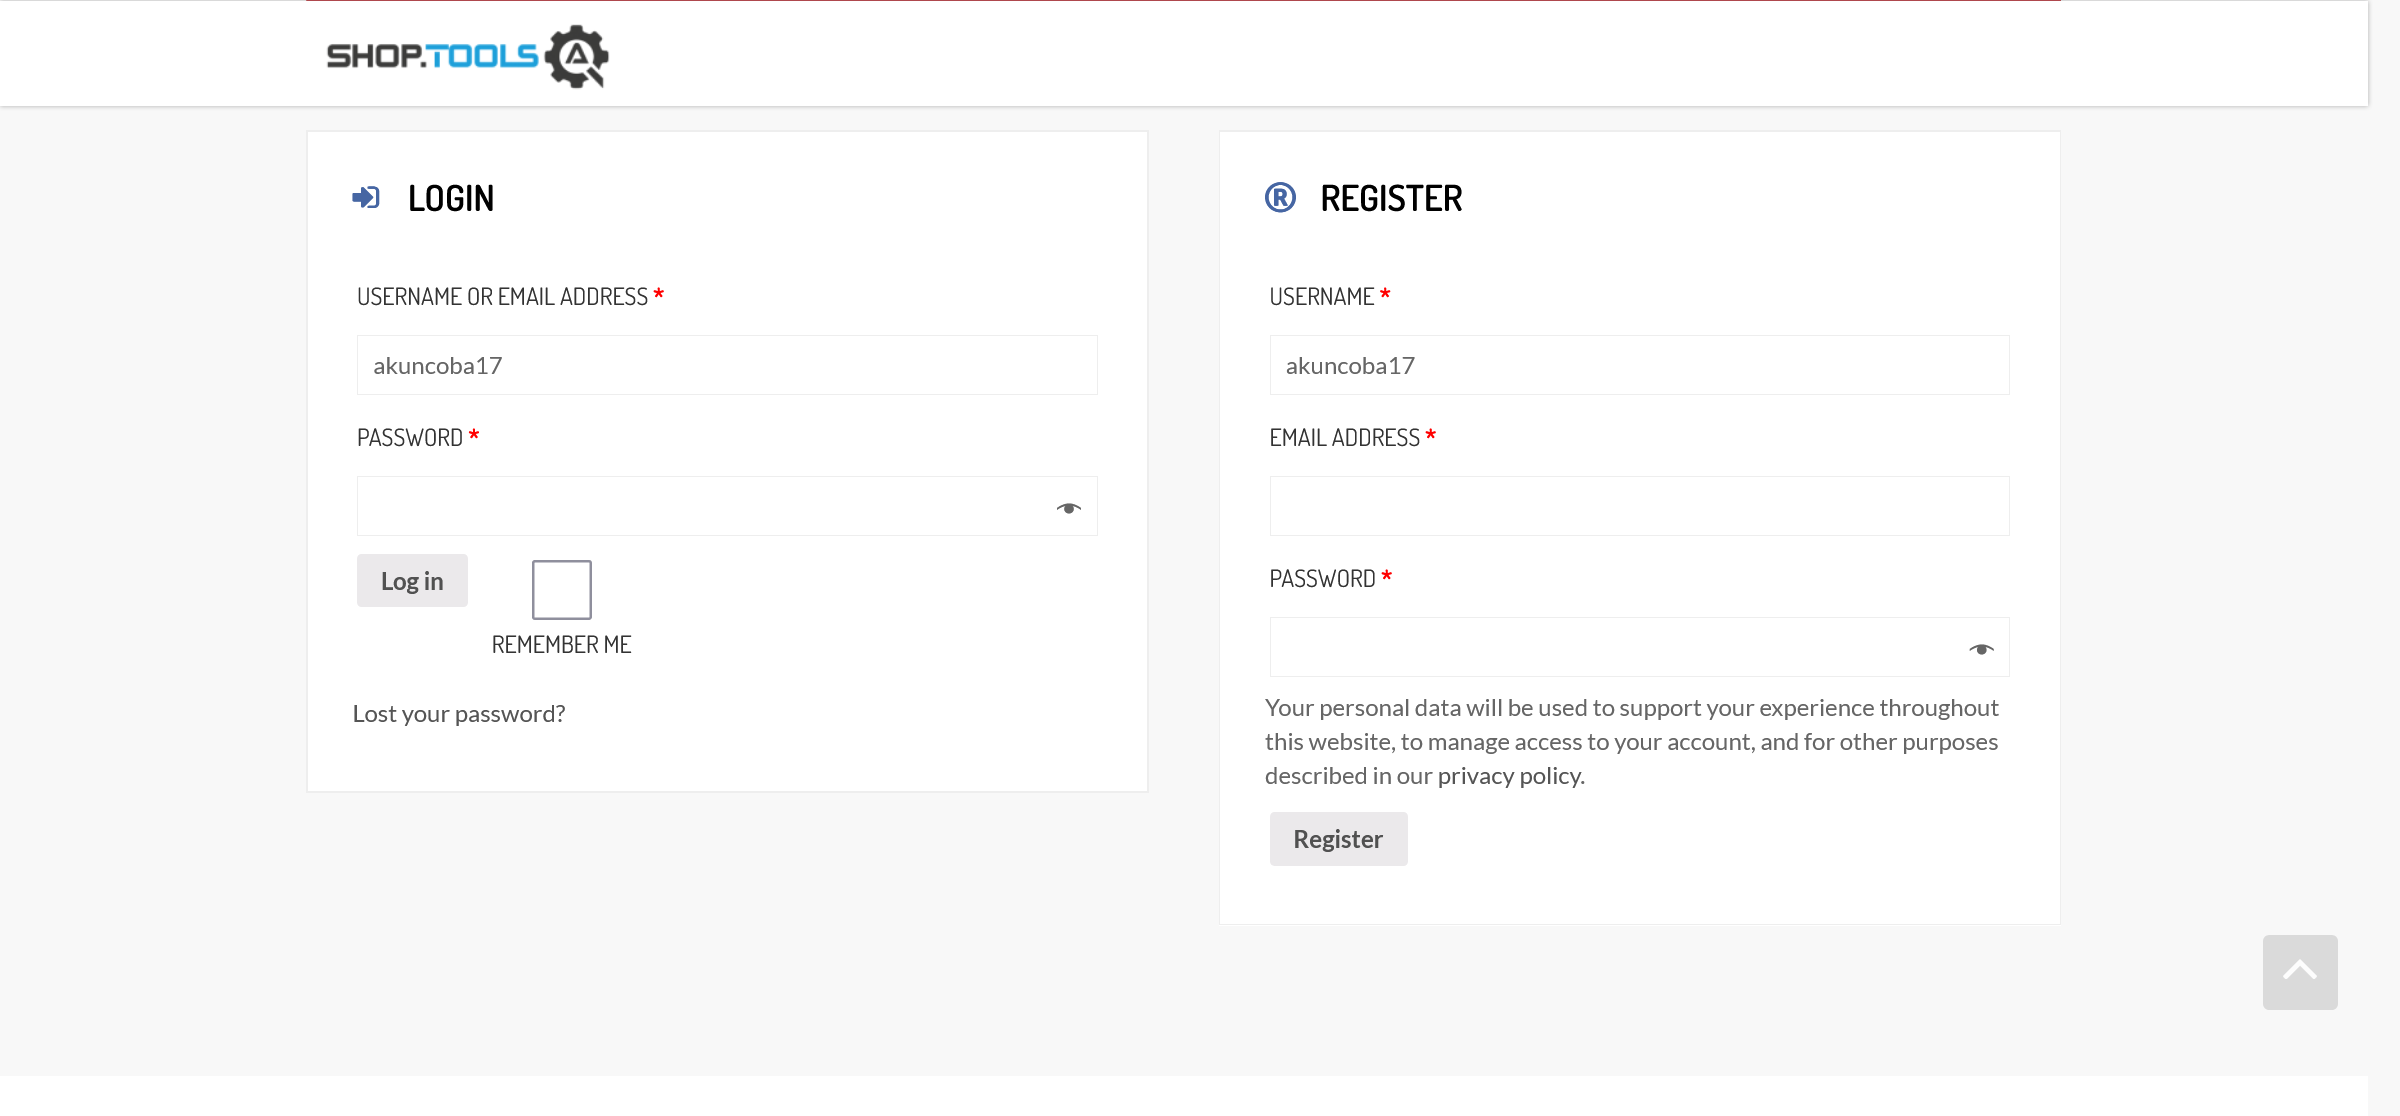 SHOP.TOOLS
LOGIN
USERNAME OR EMAIL ADDRESS *
akuncoba17
PASSWORD *
Log in
REMEMBER ME
Lost your password?
REGISTER
USERNAME *
akuncoba17
EMAIL ADDRESS *
PASSWORD *
Your personal data will be used to support your experience throughout
this website, to manage access to your account, and for other purposes
described in our privacy policy.
Register